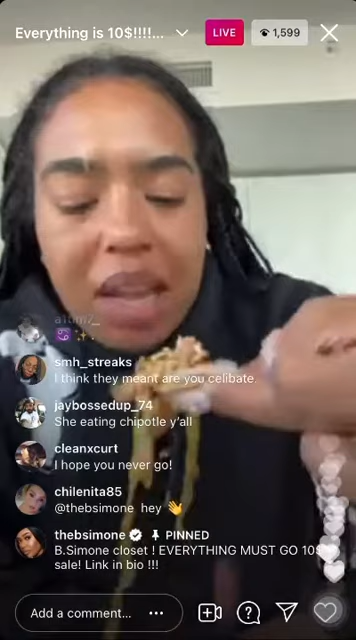 Everything is 10$!!!!...
LIVE
1,599
smh_streaks
I think they meant are you celibate.
jaybossedup_74
She eating chipotle y'all
cleanxcurt
I hope you never go!
chilenita85
@thebsimone hey 👋
thebsimone PINNED
B.Simone closet ! EVERYTHING MUST GO 10$
sale! Link in bio !!!
Add a comment... •••